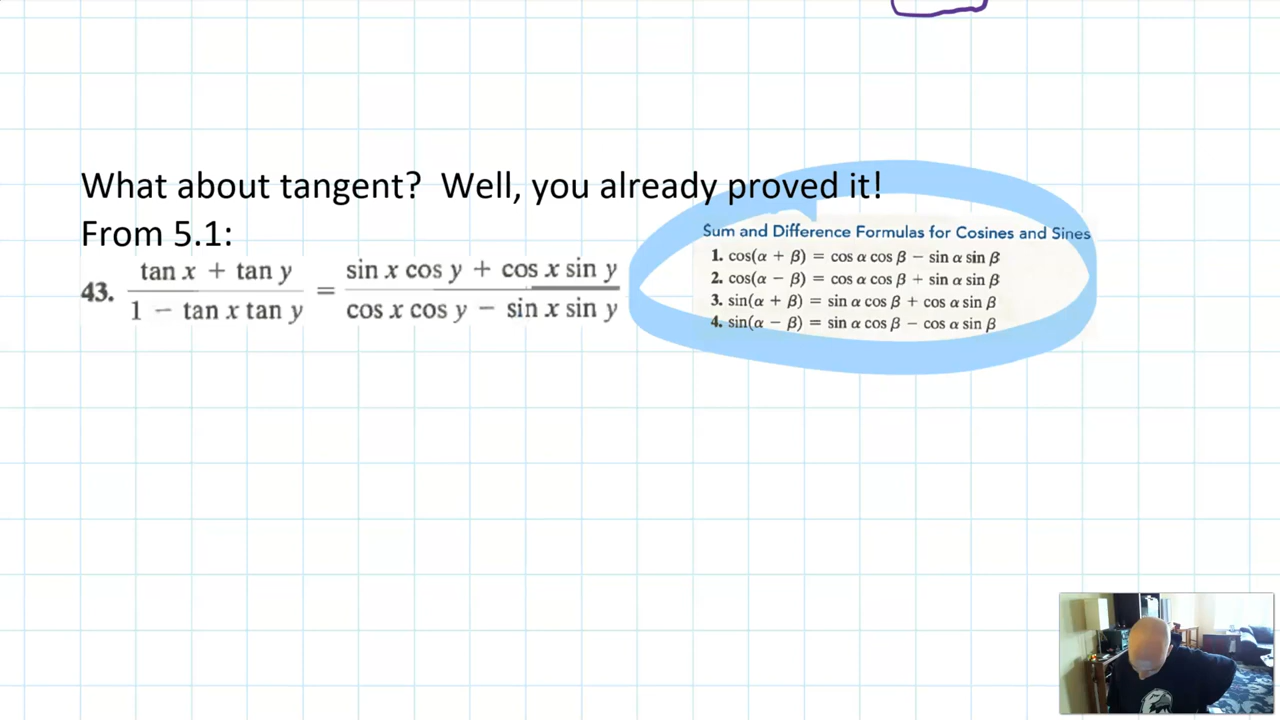 What about tangent?  Well, you already proved it!
From 5.1:
43. (tan x + tan y)/(1 − tan x tan y) = (sin x cos y + cos x sin y)/(cos x cos y − sin x sin y)
Sum and Difference Formulas for Cosines and Sines
1. cos(α + β) = cos α cos β − sin α sin β
2. cos(α − β) = cos α cos β + sin α sin β
3. sin(α + β) = sin α cos β + cos α sin β
4. sin(α − β) = sin α cos β − cos α sin β